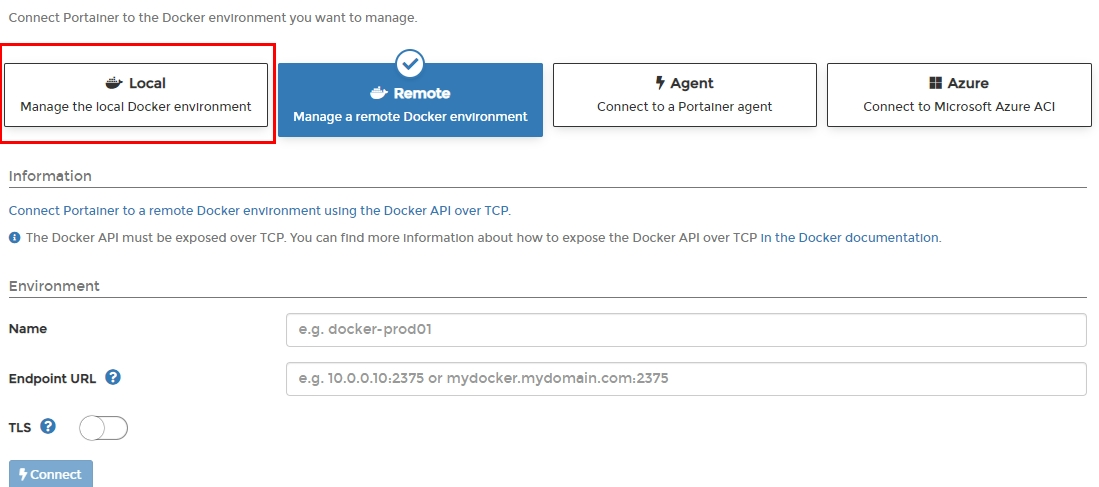 Connect Portainer to the Docker environment you want to manage.
Local
Manage the local Docker environment
Remote
Manage a remote Docker environment
Agent
Connect to a Portainer agent
Azure
Connect to Microsoft Azure ACI
Information
Connect Portainer to a remote Docker environment using the Docker API over TCP.
The Docker API must be exposed over TCP. You can find more information about how to expose the Docker API over TCP in the Docker documentation.
Environment
Name
e.g. docker-prod01
Endpoint URL
e.g. 10.0.0.10:2375 or mydocker.mydomain.com:2375
TLS
Connect